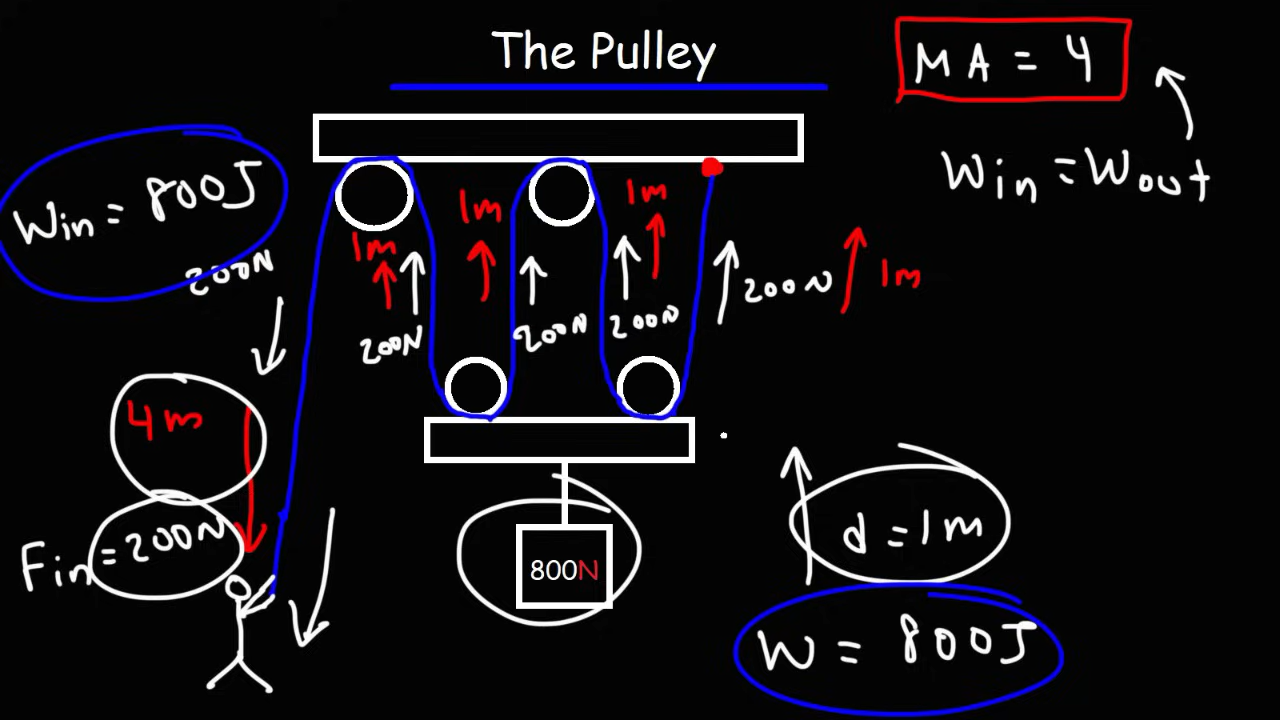 The Pulley
MA = 4
Win = Wout
Win = 800J
200N
1m
1m
1m
200N
1m
200N
200N
200N
4m
Fin = 200N
800N
d = 1m
W = 800J